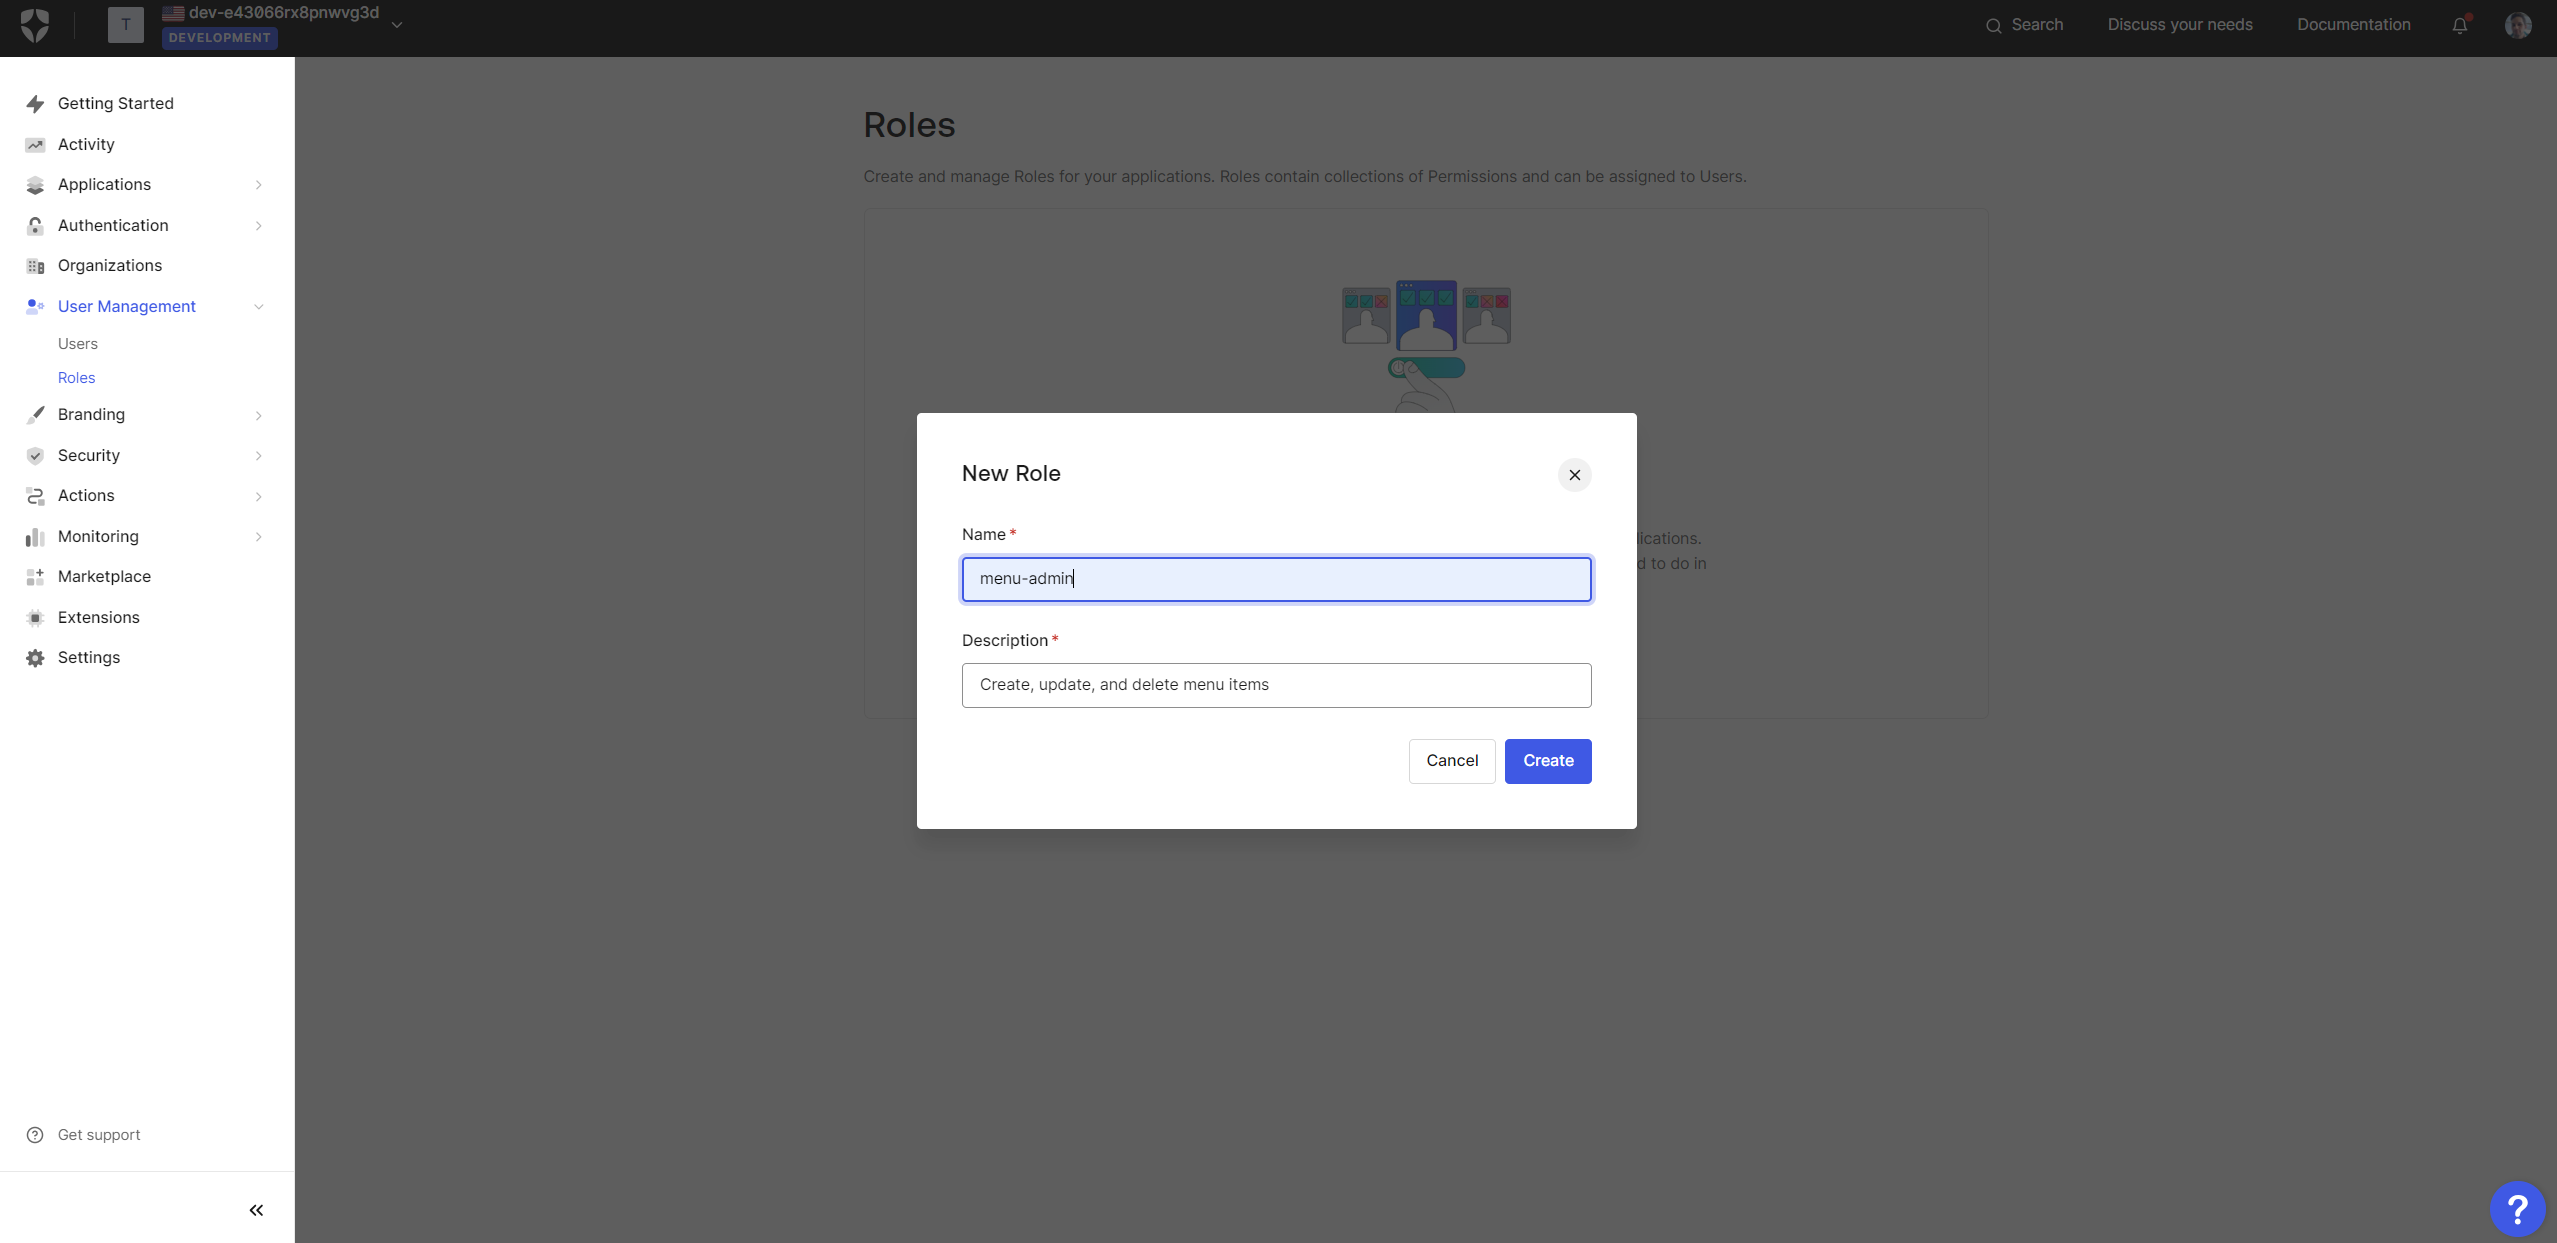 T
dev-e43066rx8pnwvg3d
DEVELOPMENT
Search
Discuss your needs
Documentation
Getting Started
Activity
Applications
Authentication
Organizations
User Management
Users
Roles
Branding
Security
Actions
Monitoring
Marketplace
Extensions
Settings
Get support
Roles
Create and manage Roles for your applications. Roles contain collections of Permissions and can be assigned to Users.
lications.
d to do in
New Role
Name *
menu-admin
Description *
Create, update, and delete menu items
Cancel
Create
?